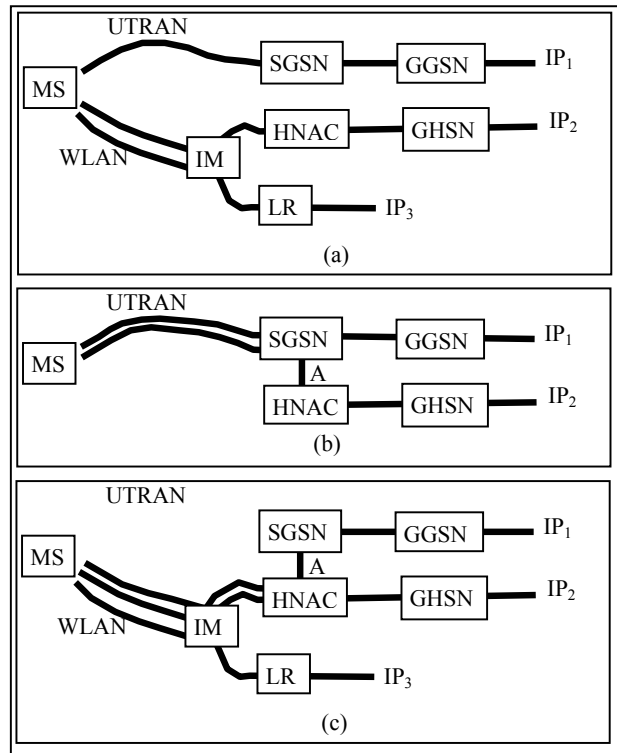 UTRAN
SGSN GGSN IP₁
MS
HNAC GHSN IP₂
WLAN IM
LR IP₃
(a)
UTRAN
SGSN GGSN IP₁
MS
A
HNAC GHSN IP₂
(b)
UTRAN
SGSN GGSN IP₁
MS
A
HNAC GHSN IP₂
WLAN IM
LR IP₃
(c)